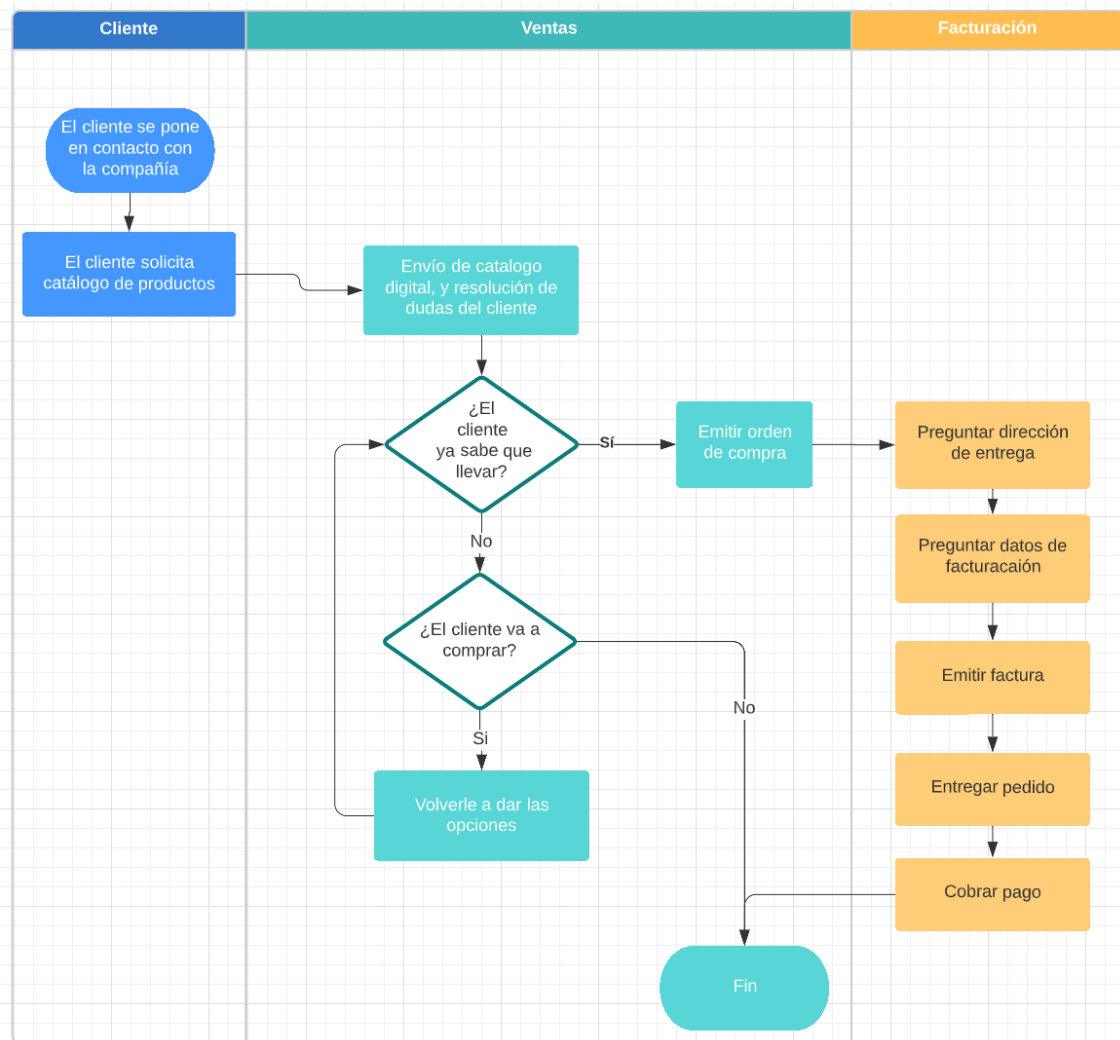 Cliente
Ventas
Facturación
El cliente se pone
en contacto con
la compañía
El cliente solicita
catálogo de productos
Envío de catalogo
digital, y resolución de
dudas del cliente
¿El
cliente
ya sabe que
llevar?
Sí
Emitir orden
de compra
Preguntar dirección
de entrega
No
Preguntar datos de
facturacaión
¿El cliente va a
comprar?
Emitir factura
No
Si
Volverle a dar las
opciones
Entregar pedido
Cobrar pago
Fin